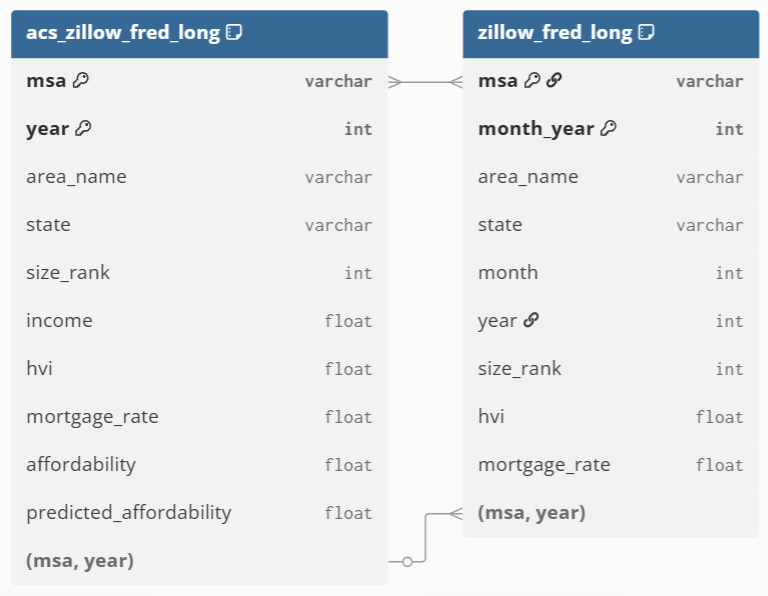 acs_zillow_fred_long
msa varchar
year int
area_name varchar
state varchar
size_rank int
income float
hvi float
mortgage_rate float
affordability float
predicted_affordability float
(msa, year)
zillow_fred_long
msa varchar
month_year int
area_name varchar
state varchar
month int
year int
size_rank int
hvi float
mortgage_rate float
(msa, year)